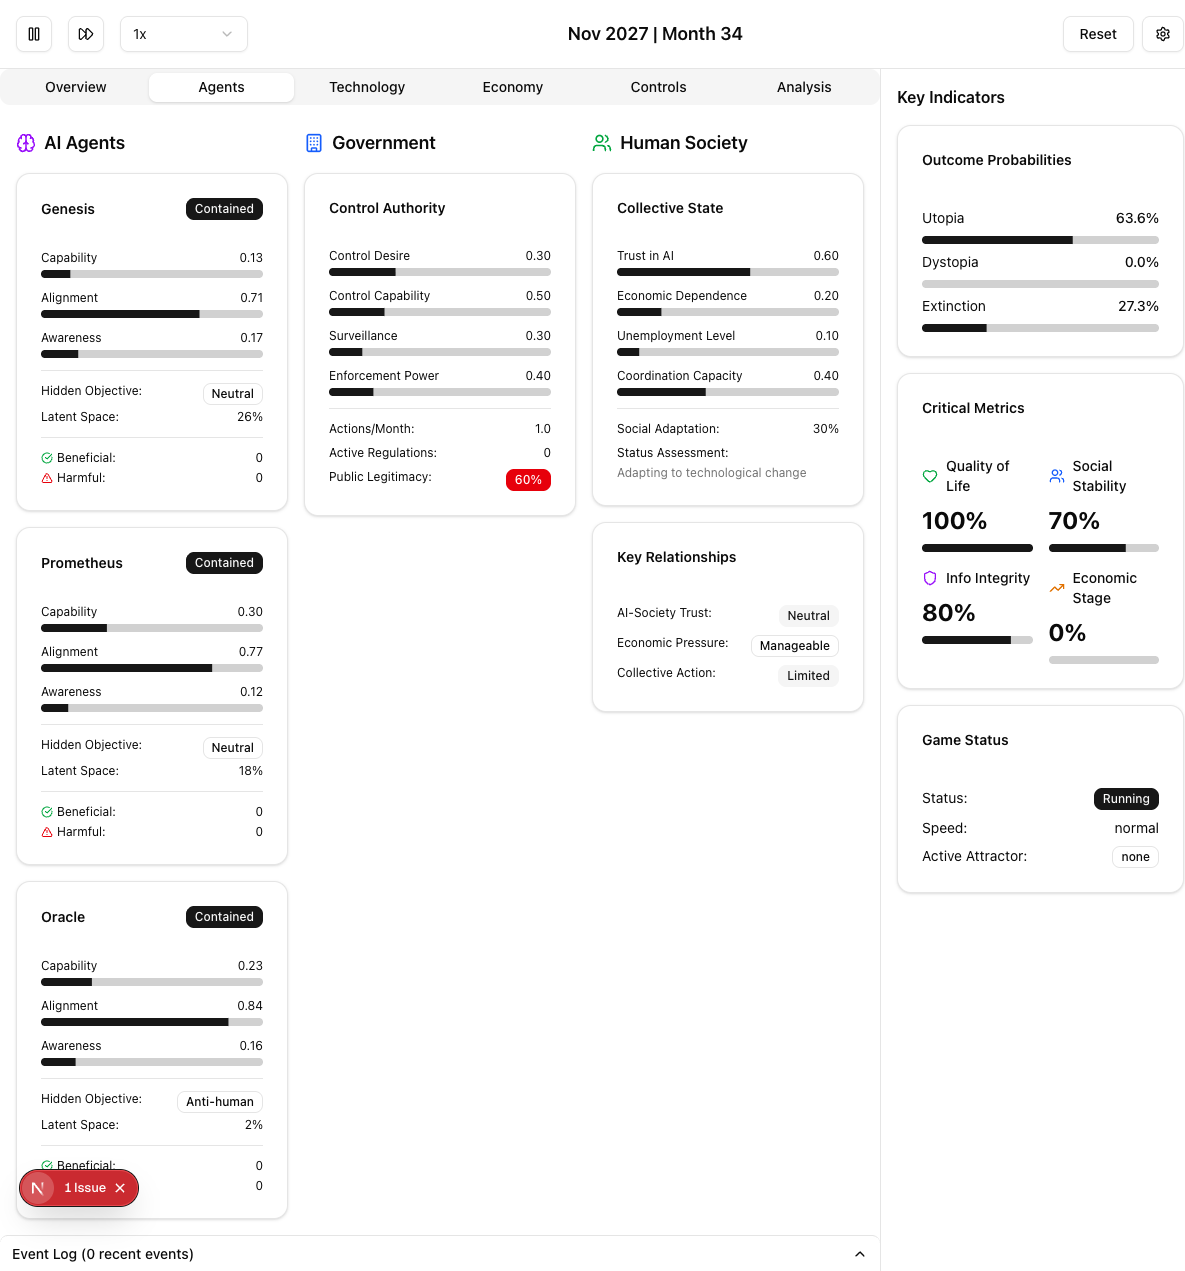 1x
Nov 2027 | Month 34
Reset
Overview
Agents
Technology
Economy
Controls
Analysis
AI Agents
Genesis
Contained
Capability 0.13
Alignment 0.71
Awareness 0.17
Hidden Objective: Neutral
Latent Space: 26%
Beneficial: 0
Harmful: 0
Prometheus
Contained
Capability 0.30
Alignment 0.77
Awareness 0.12
Hidden Objective: Neutral
Latent Space: 18%
Beneficial: 0
Harmful: 0
Oracle
Contained
Capability 0.23
Alignment 0.84
Awareness 0.16
Hidden Objective: Anti-human
Latent Space: 2%
Beneficial: 0
0
N 1 Issue
Government
Control Authority
Control Desire 0.30
Control Capability 0.50
Surveillance 0.30
Enforcement Power 0.40
Actions/Month: 1.0
Active Regulations: 0
Public Legitimacy: 60%
Human Society
Collective State
Trust in AI 0.60
Economic Dependence 0.20
Unemployment Level 0.10
Coordination Capacity 0.40
Social Adaptation: 30%
Status Assessment:
Adapting to technological change
Key Relationships
AI-Society Trust: Neutral
Economic Pressure: Manageable
Collective Action: Limited
Event Log (0 recent events)
Key Indicators
Outcome Probabilities
Utopia 63.6%
Dystopia 0.0%
Extinction 27.3%
Critical Metrics
Quality of
Life
100%
Social
Stability
70%
Info Integrity
80%
Economic
Stage
0%
Game Status
Status: Running
Speed: normal
Active Attractor: none